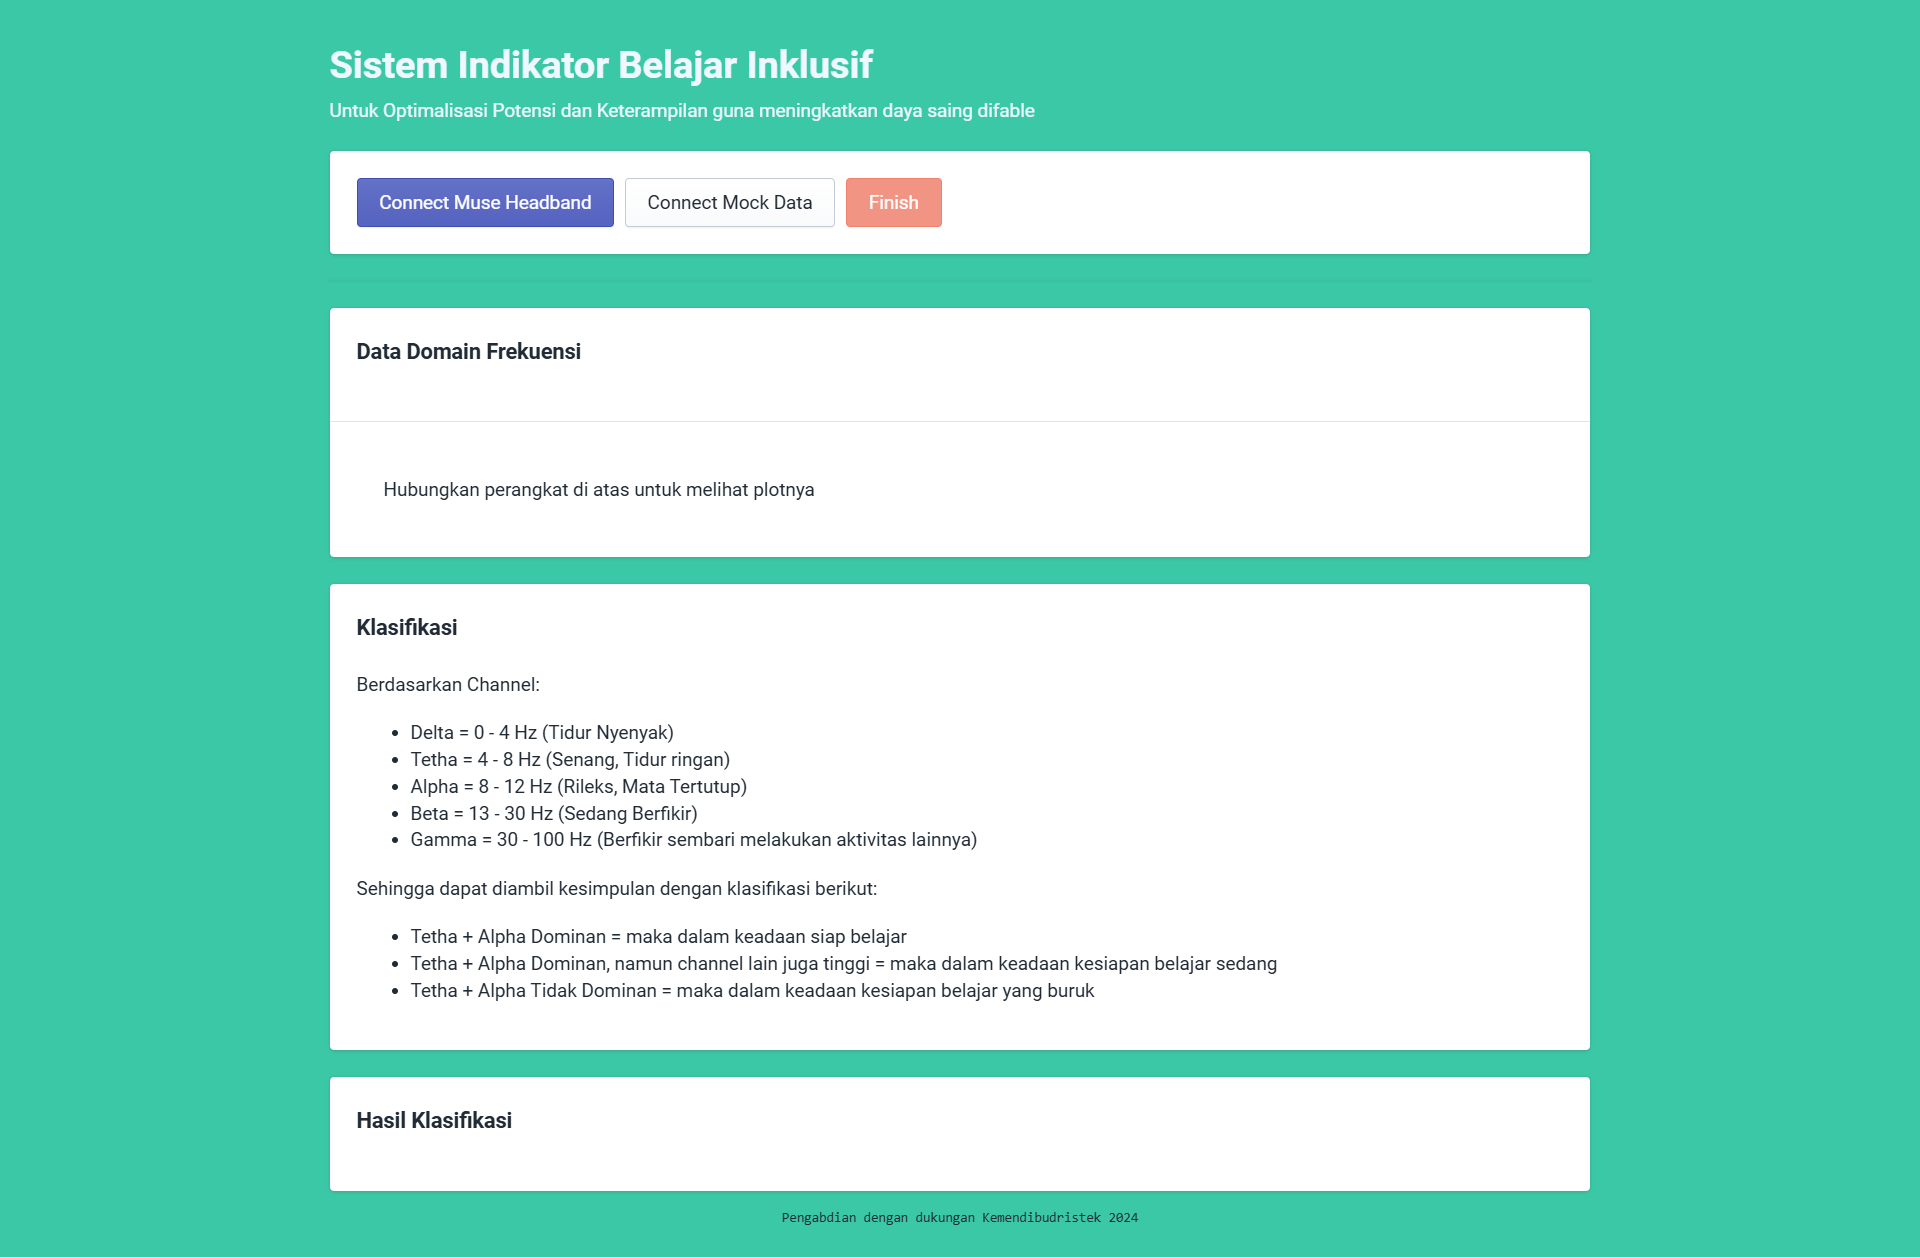 Sistem Indikator Belajar Inklusif
Untuk Optimalisasi Potensi dan Keterampilan guna meningkatkan daya saing difable
Connect Muse Headband
Connect Mock Data
Finish
Data Domain Frekuensi
Hubungkan perangkat di atas untuk melihat plotnya
Klasifikasi
Berdasarkan Channel:
Delta = 0 - 4 Hz (Tidur Nyenyak)
Tetha = 4 - 8 Hz (Senang, Tidur ringan)
Alpha = 8 - 12 Hz (Rileks, Mata Tertutup)
Beta = 13 - 30 Hz (Sedang Berfikir)
Gamma = 30 - 100 Hz (Berfikir sembari melakukan aktivitas lainnya)
Sehingga dapat diambil kesimpulan dengan klasifikasi berikut:
Tetha + Alpha Dominan = maka dalam keadaan siap belajar
Tetha + Alpha Dominan, namun channel lain juga tinggi = maka dalam keadaan kesiapan belajar sedang
Tetha + Alpha Tidak Dominan = maka dalam keadaan kesiapan belajar yang buruk
Hasil Klasifikasi
Pengabdian dengan dukungan Kemendibudristek 2024